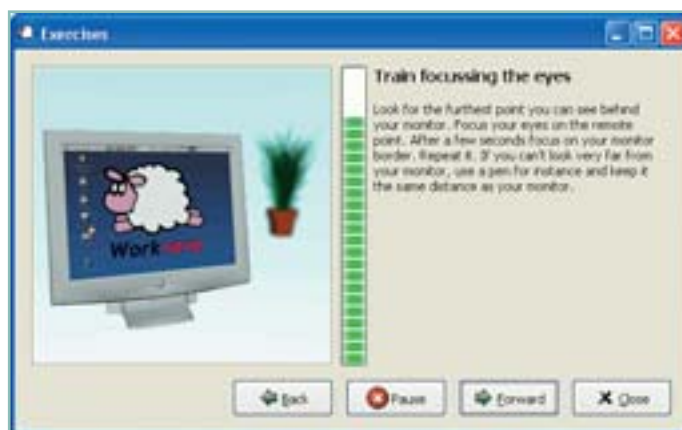 Exercises
Train focussing the eyes
Look for the furthest point you can see behind
your monitor. Focus your eyes on the remote
point. After a few seconds focus on your monitor
border. Repeat it. If you can't look very far from
your monitor, use a pen for instance and keep it
the same distance as your monitor.
Work
Back
Pause
Forward
Close